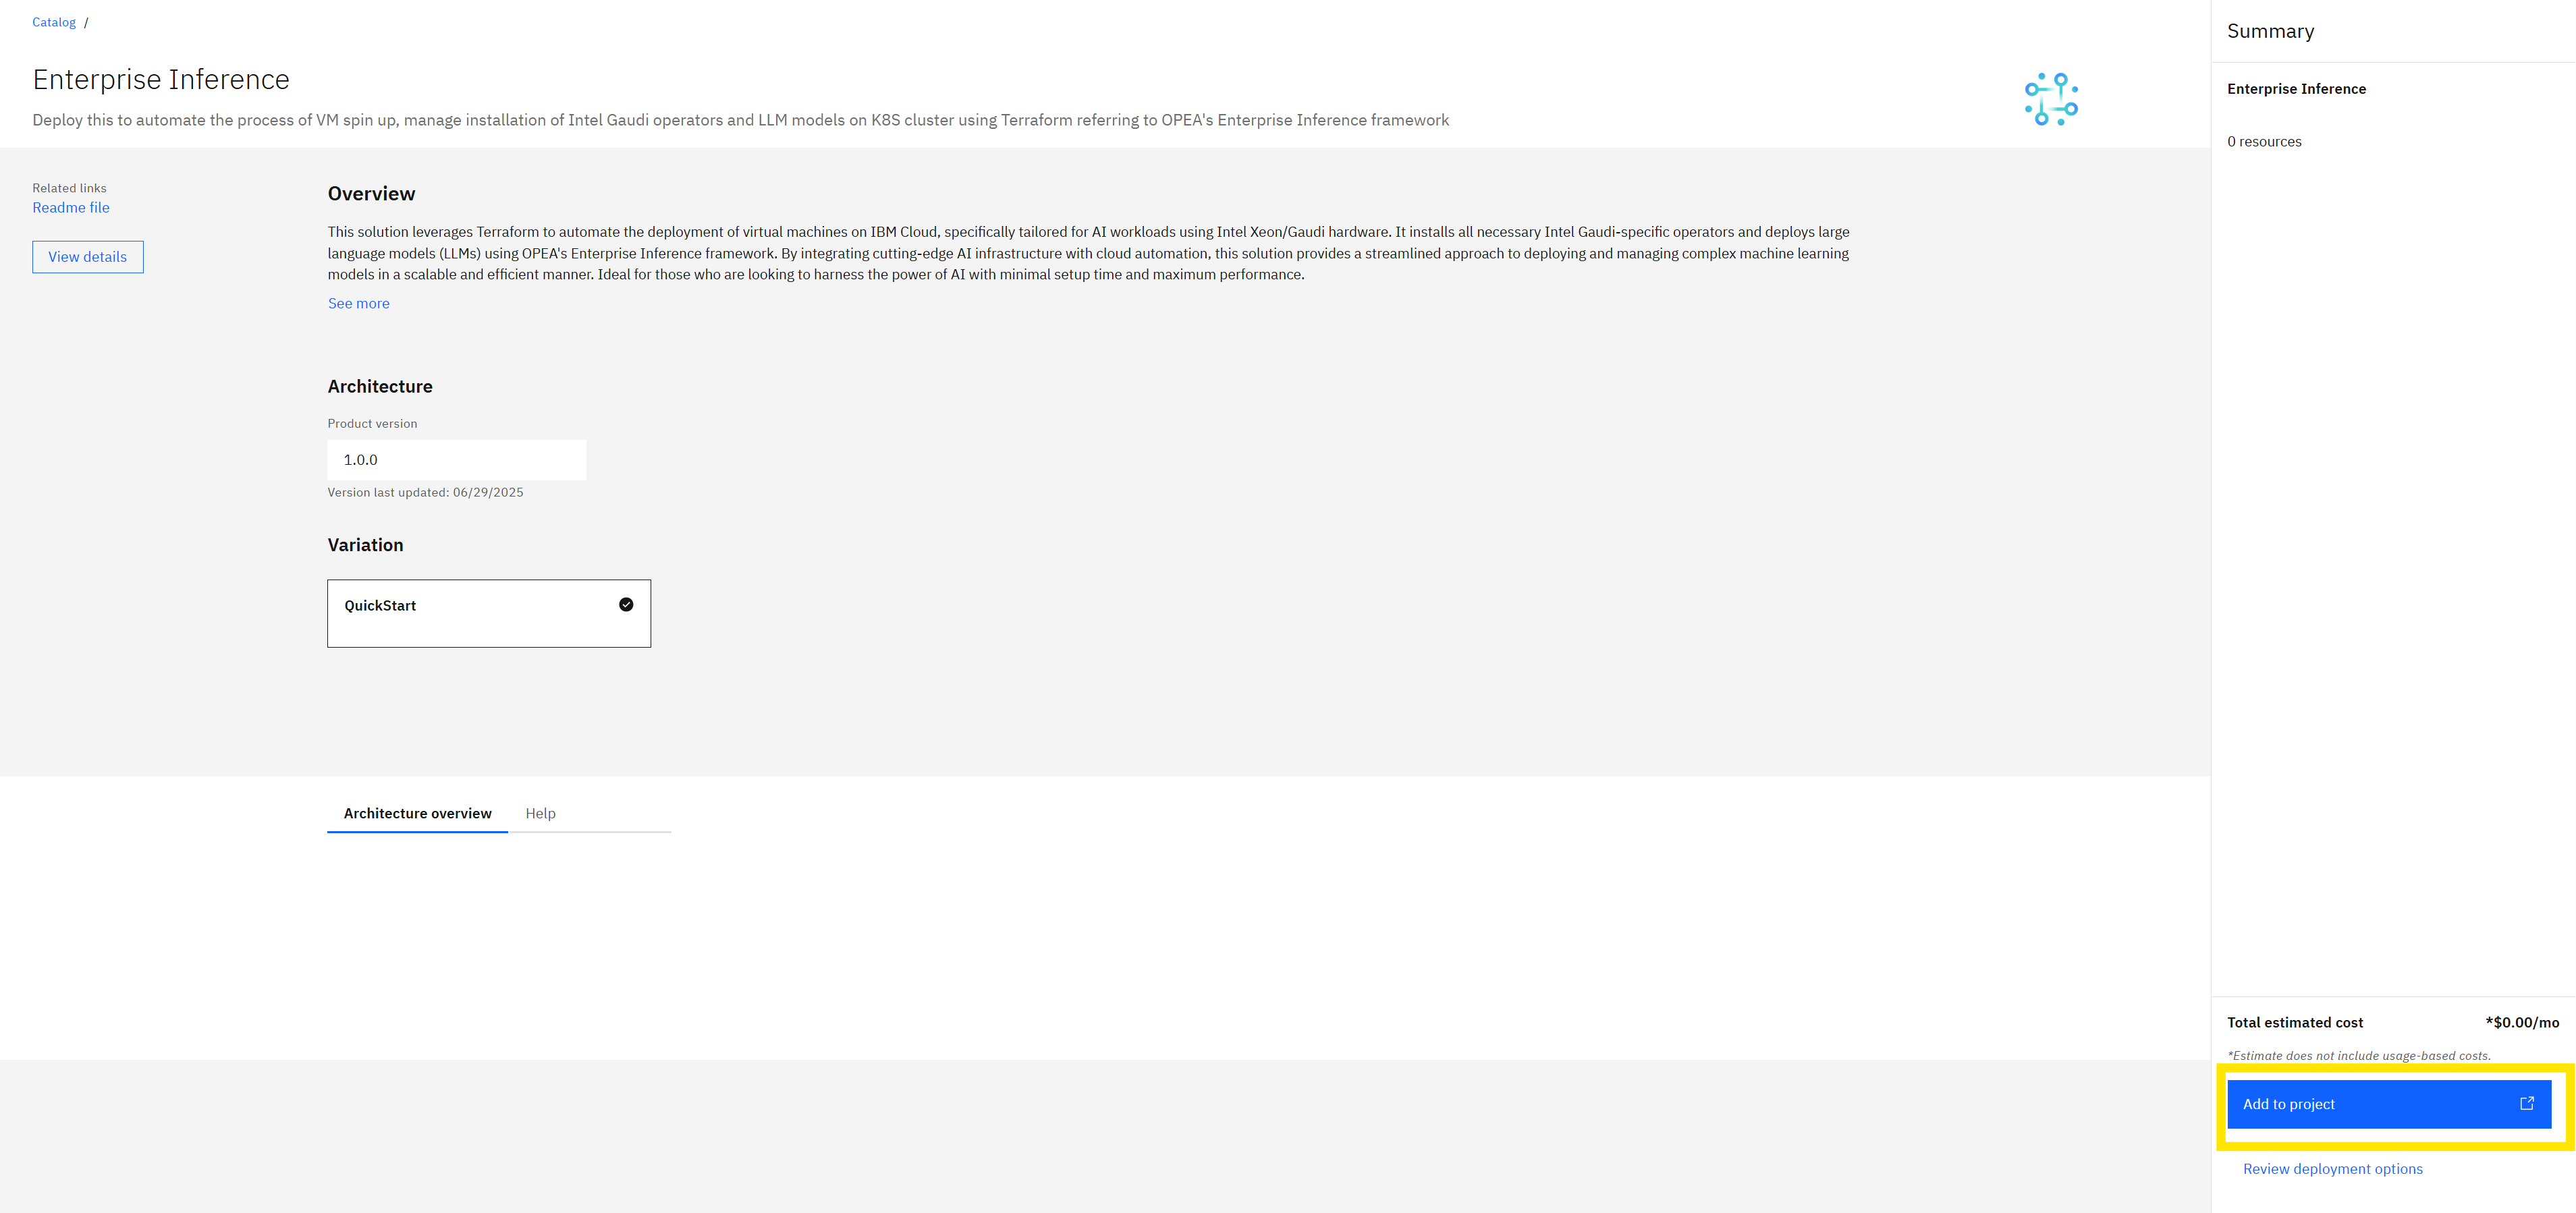 Catalog /
Enterprise Inference
Deploy this to automate the process of VM spin up, manage installation of Intel Gaudi operators and LLM models on K8S cluster using Terraform referring to OPEA's Enterprise Inference framework
Related links
Readme file
View details
Overview
This solution leverages Terraform to automate the deployment of virtual machines on IBM Cloud, specifically tailored for AI workloads using Intel Xeon/Gaudi hardware. It installs all necessary Intel Gaudi-specific operators and deploys large
language models (LLMs) using OPEA's Enterprise Inference framework. By integrating cutting-edge AI infrastructure with cloud automation, this solution provides a streamlined approach to deploying and managing complex machine learning
models in a scalable and efficient manner. Ideal for those who are looking to harness the power of AI with minimal setup time and maximum performance.
See more
Architecture
Product version
1.0.0
Version last updated: 06/29/2025
Variation
QuickStart
Architecture overview Help
Summary
Enterprise Inference
0 resources
Total estimated cost *$0.00/mo
*Estimate does not include usage-based costs.
Add to project
Review deployment options